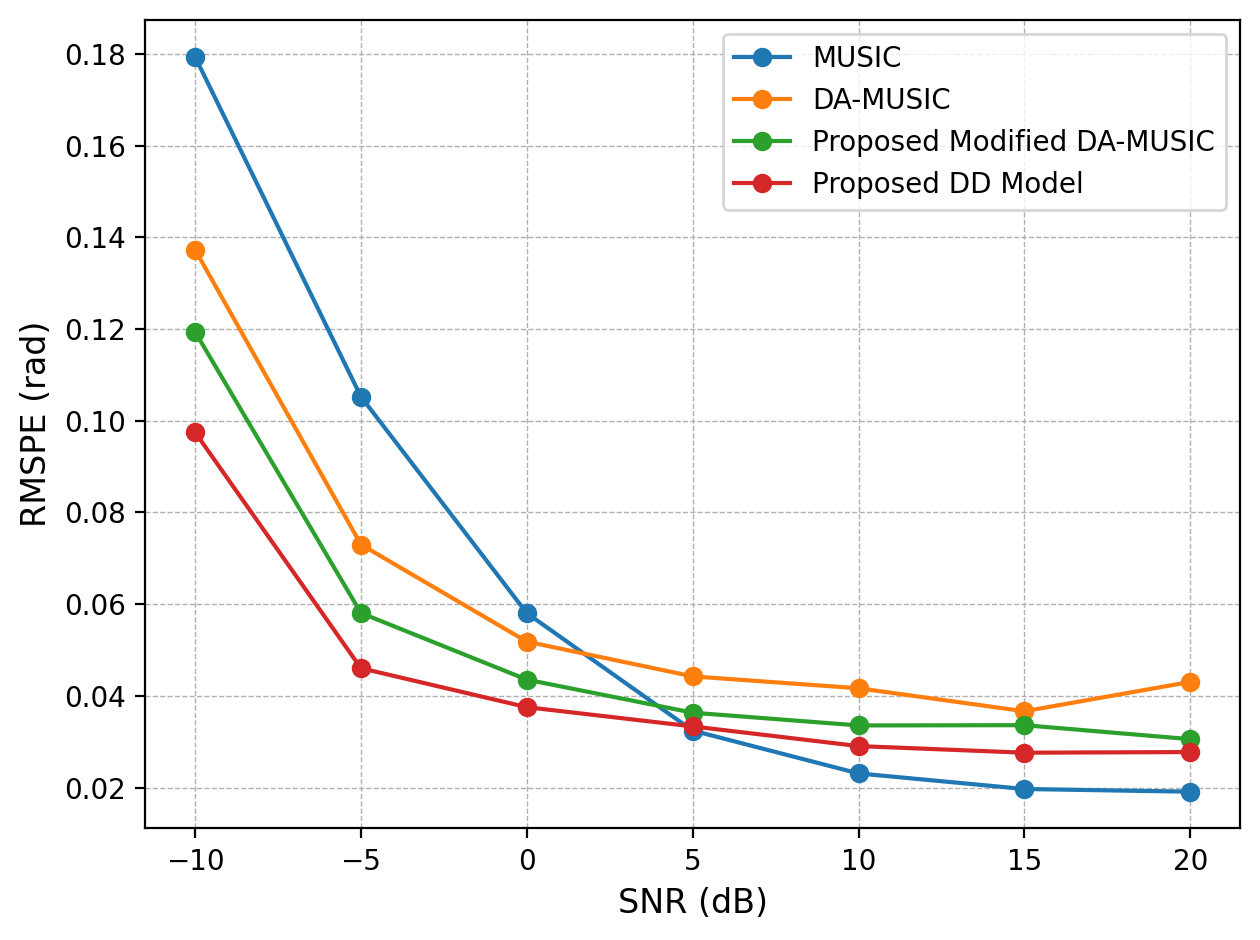 MUSIC
DA-MUSIC
Proposed Modified DA-MUSIC
Proposed DD Model
RMSPE (rad)
0.18
0.16
0.14
0.12
0.10
0.08
0.06
0.04
0.02
−10 −5 0 5 10 15 20
SNR (dB)